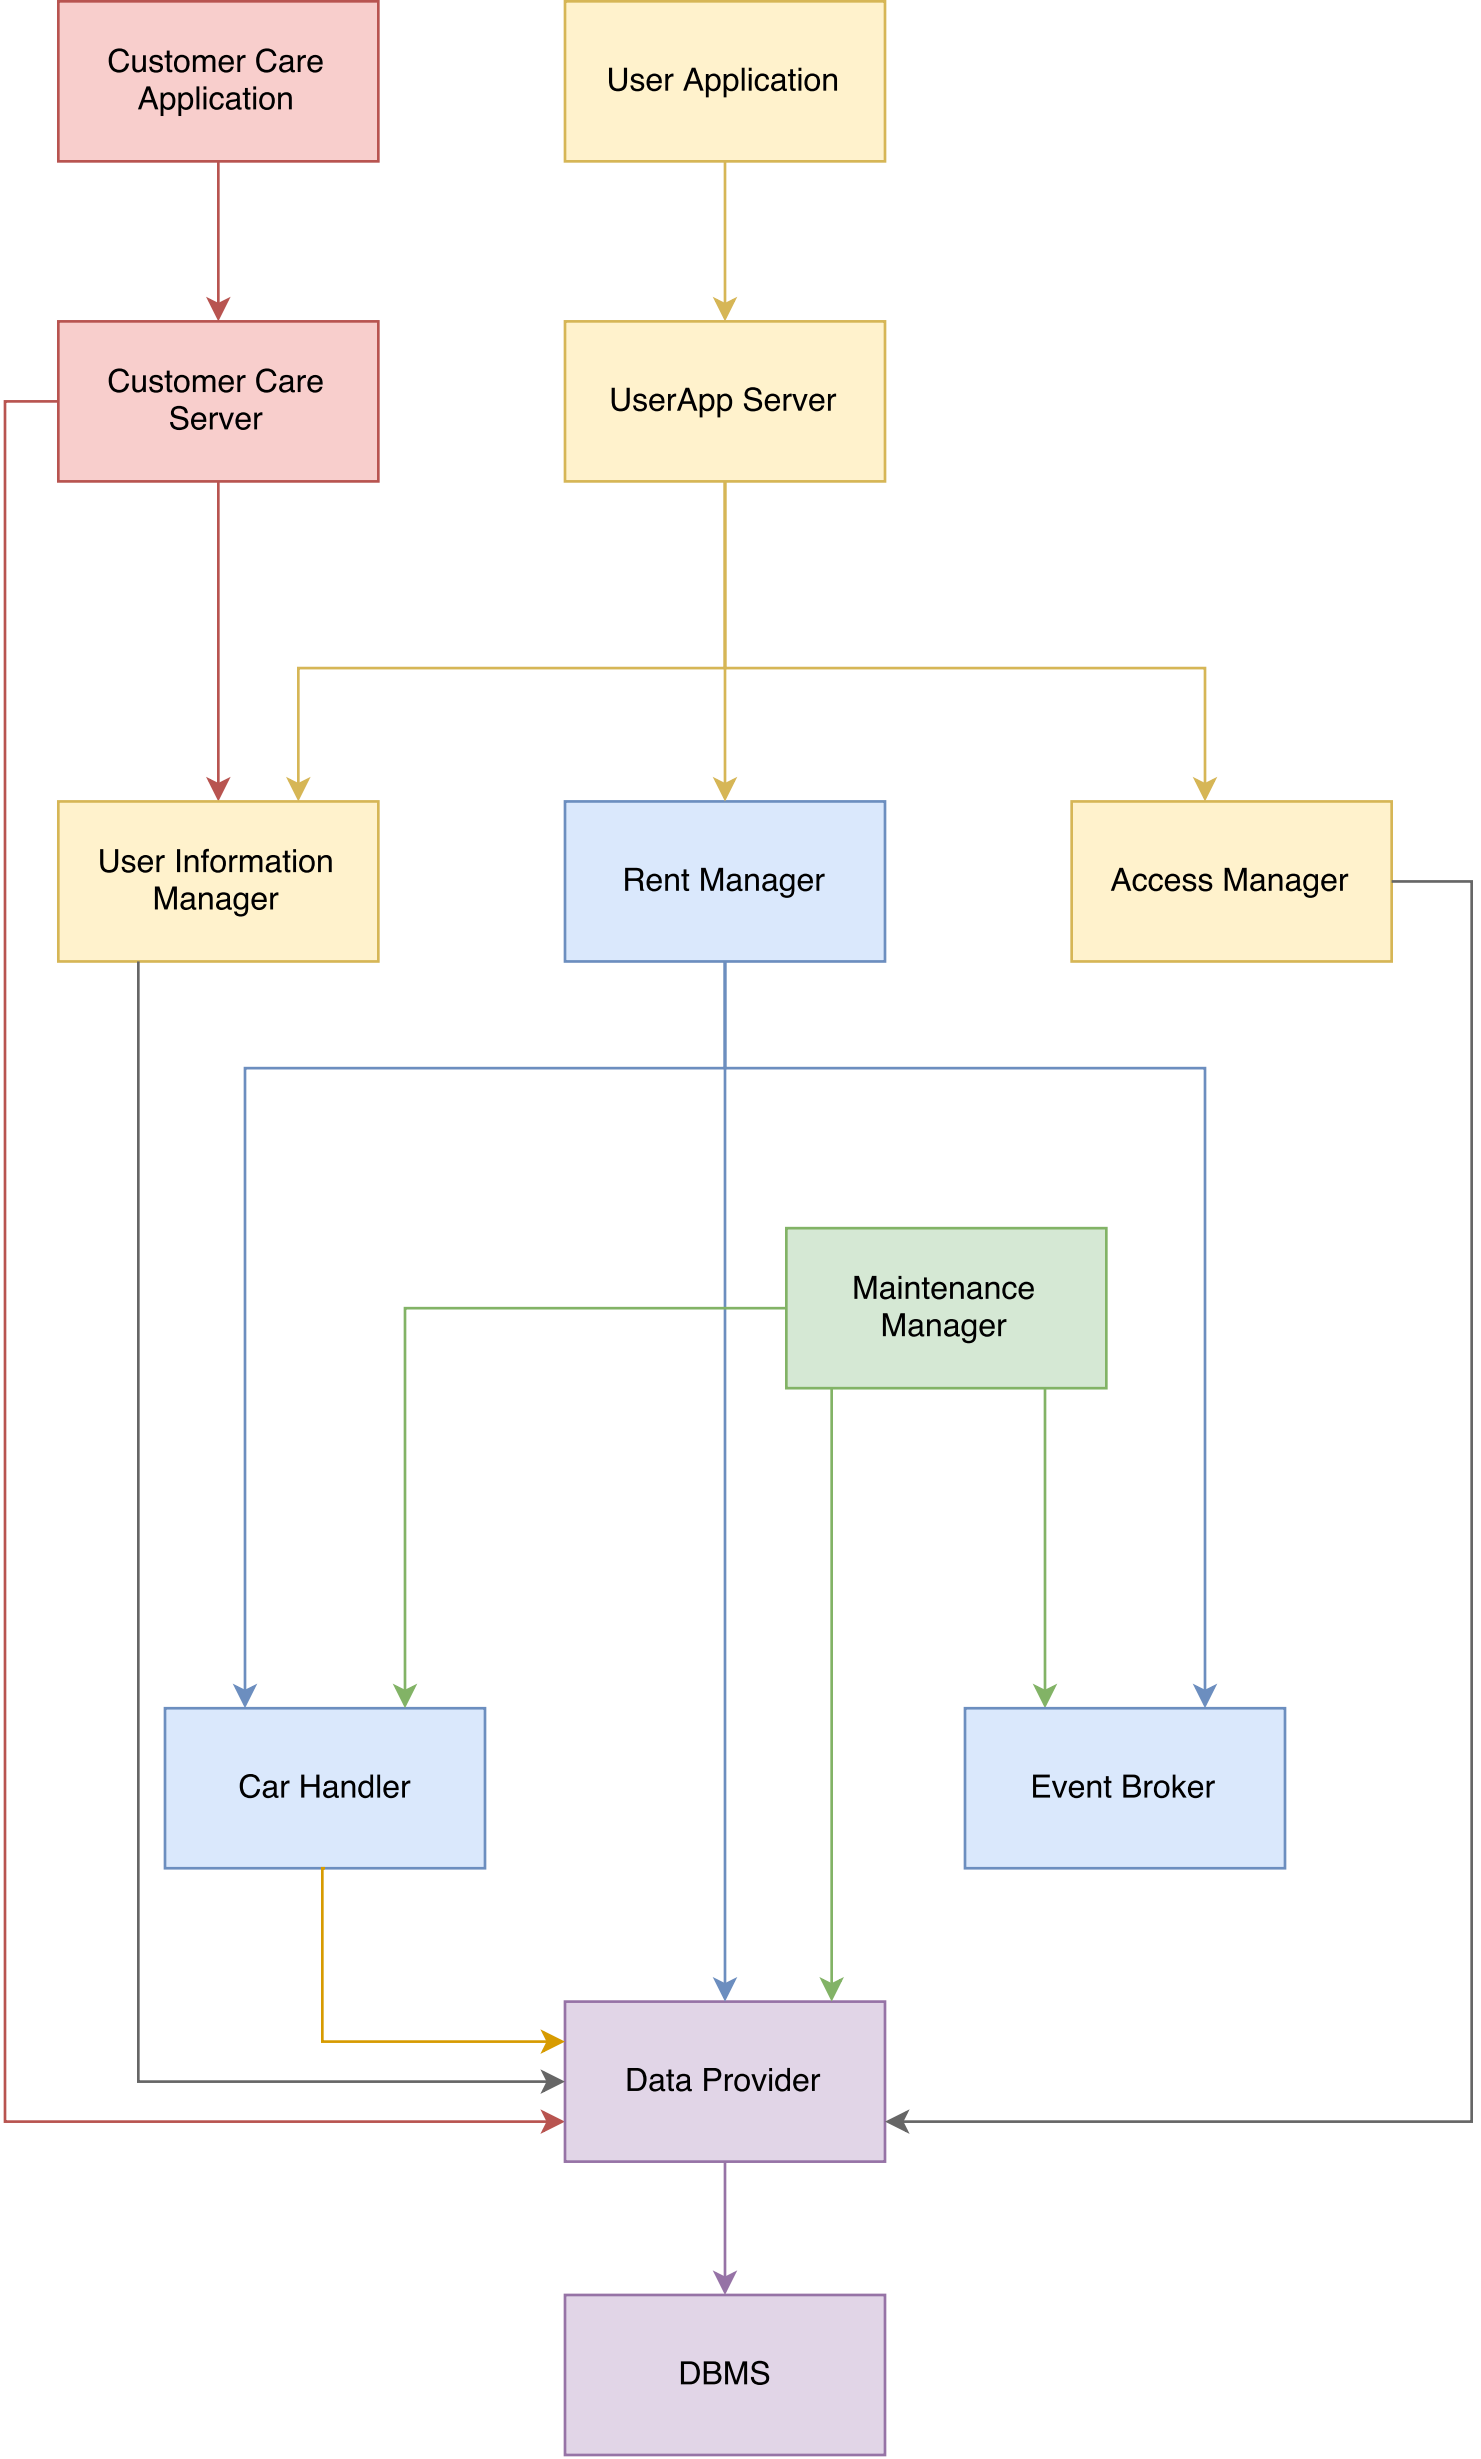 Customer Care
Application
User Application
Customer Care
Server
UserApp Server
User Information
Manager
Rent Manager
Access Manager
Maintenance
Manager
Car Handler
Event Broker
Data Provider
DBMS